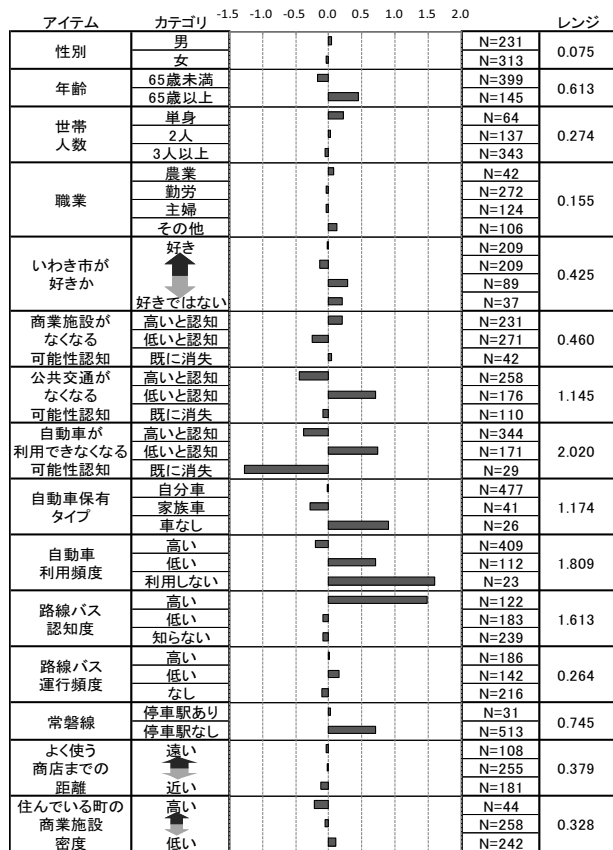 アイテム カテゴリ -1.5 -1.0 -0.5 0.0 0.5 1.0 1.5 2.0 レンジ
性別 男 N=231 0.075
女 N=313
年齢 65歳未満 N=399 0.613
65歳以上 N=145
世帯人数 単身 N=64 0.274
2人 N=137
3人以上 N=343
職業 農業 N=42 0.155
勤労 N=272
主婦 N=124
その他 N=106
いわき市が好きか 好き N=209 0.425
N=209
N=89
好きではない N=37
商業施設が 高いと認知 N=231
なくなる 低いと認知 N=271 0.460
可能性認知 既に消失 N=42
公共交通が 高いと認知 N=258
なくなる 低いと認知 N=176 1.145
可能性認知 既に消失 N=110
自動車が 高いと認知 N=344
利用できなくなる 低いと認知 N=171 2.020
可能性認知 既に消失 N=29
自動車保有タイプ 自分車 N=477 1.174
家族車 N=41
車なし N=26
自動車利用頻度 高い N=409 1.809
低い N=112
利用しない N=23
路線バス認知度 高い N=122 1.613
低い N=183
知らない N=239
路線バス運行頻度 高い N=186 0.264
低い N=142
なし N=216
常磐線 停車駅あり N=31 0.745
停車駅なし N=513
よく使う 遠い N=108
商店までの N=255 0.379
距離 近い N=181
住んでいる町の 高い N=44
商業施設 N=258 0.328
密度 低い N=242